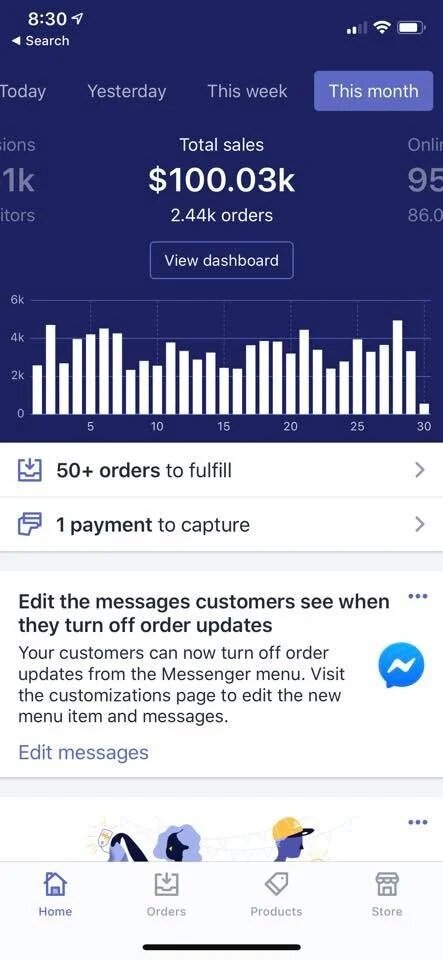 8:30
Search
Today Yesterday This week This month
Total sales
1k $100.03k 95
2.44k orders 86.0
View dashboard
6k
4k
2k
0
5 10 15 20 25 30
50+ orders to fulfill
1 payment to capture
Edit the messages customers see when
they turn off order updates
Your customers can now turn off order
updates from the Messenger menu. Visit
the customizations page to edit the new
menu item and messages.
Edit messages
Home Orders Products Store